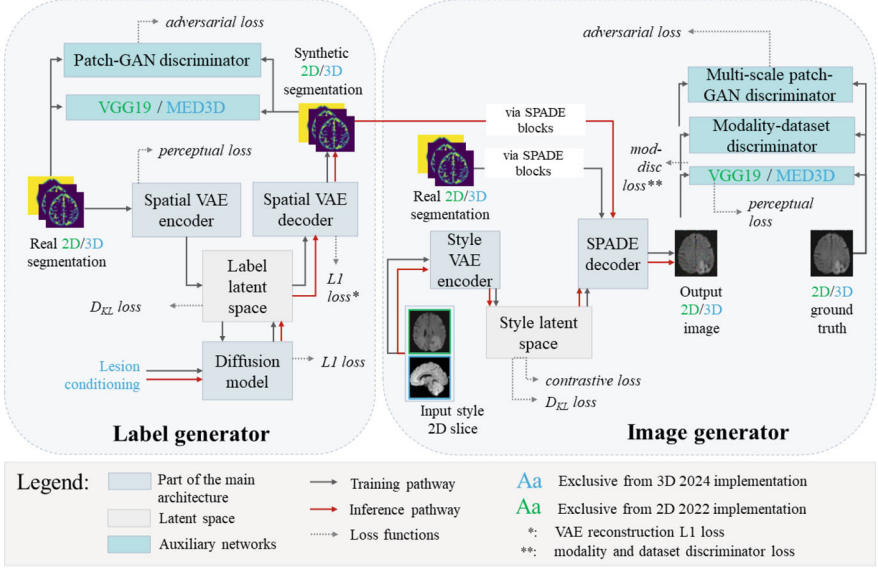 adversarial loss
Patch-GAN discriminator
VGG19 / MED3D
Synthetic
2D/3D
segmentation
perceptual loss
Spatial VAE
encoder
Spatial VAE
decoder
Real 2D/3D
segmentation
Label
latent
space
L1
loss*
DKL loss
Diffusion
model
L1 loss
Lesion
conditioning
Label generator
adversarial loss
Multi-scale patch-
GAN discriminator
via SPADE
blocks
Modality-dataset
discriminator
via SPADE
blocks
mod-
disc
loss**
VGG19 / MED3D
perceptual
loss
Real 2D/3D
segmentation
Style
VAE
encoder
SPADE
decoder
Output
2D/3D
image
2D/3D
ground
truth
Style latent
space
contrastive loss
DKL loss
Input style
2D slice
Image generator
Legend:
Part of the main
architecture
Latent space
Auxiliary networks
Training pathway
Inference pathway
Loss functions
Aa Exclusive from 3D 2024 implementation
Aa Exclusive from 2D 2022 implementation
*: VAE reconstruction L1 loss
**: modality and dataset discriminator loss